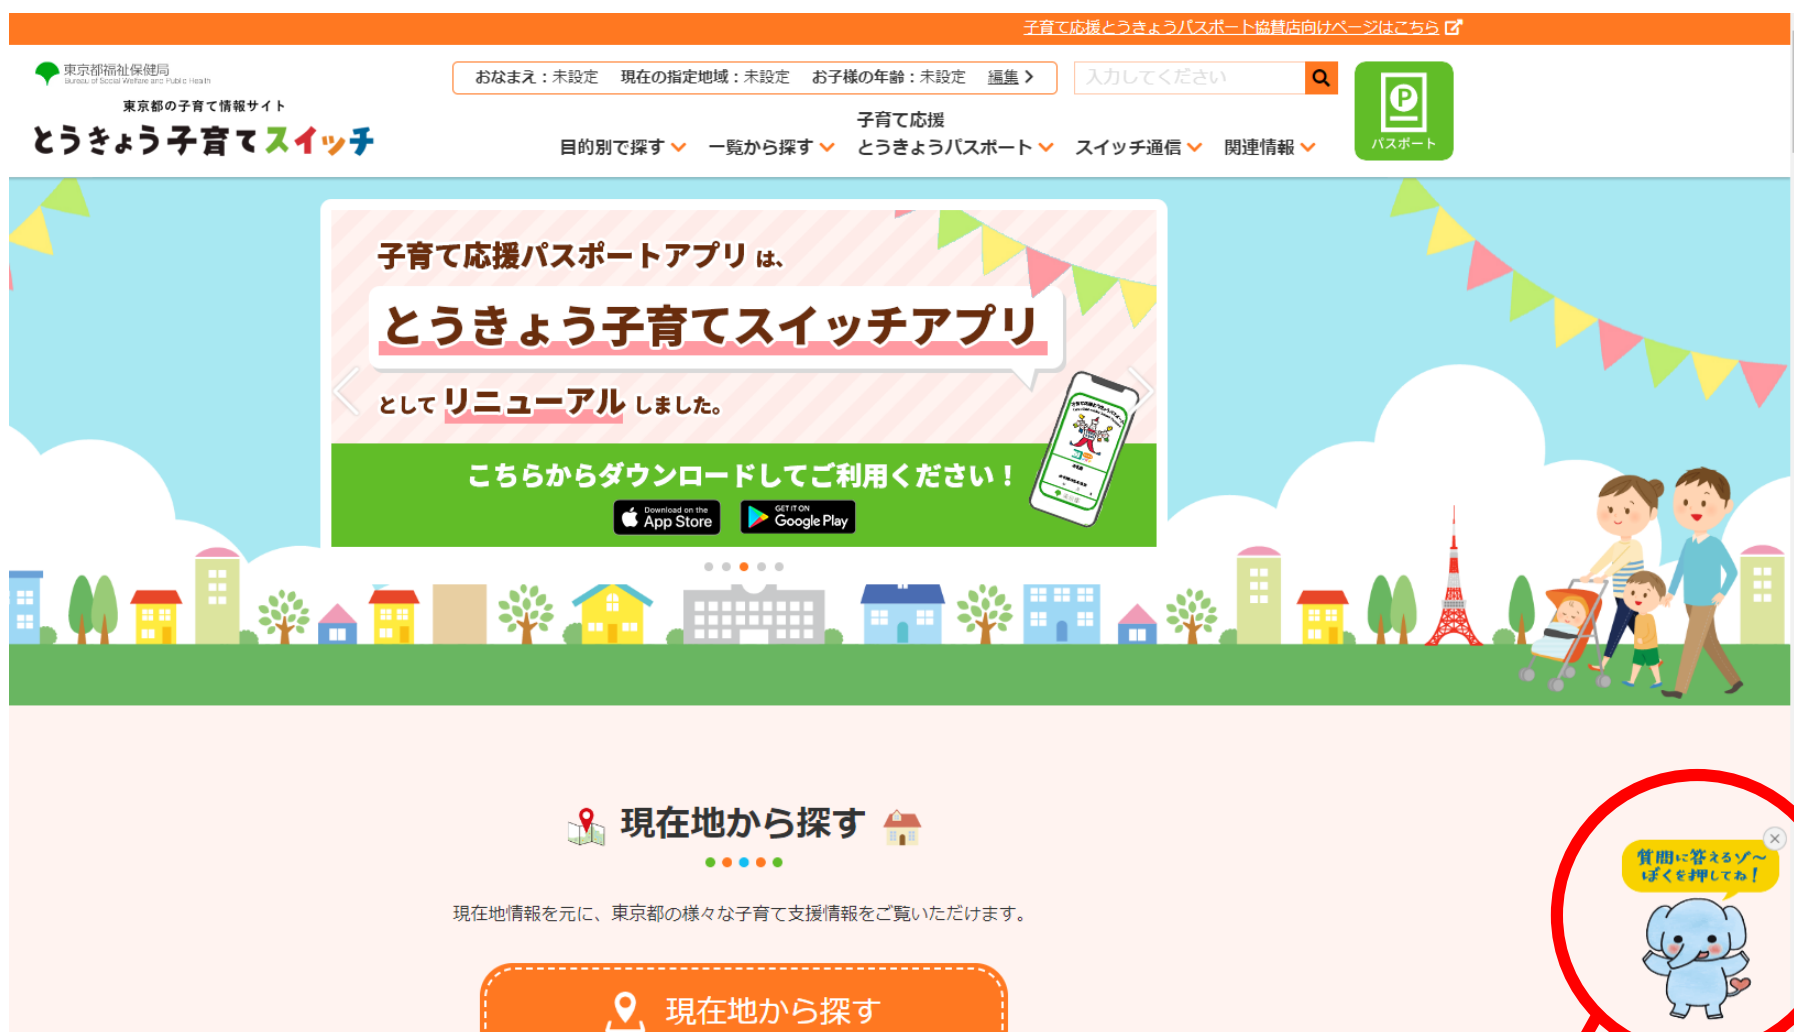 子育て応援とうきょうパスポート協賛店向けページはこちら
東京都福祉保健局
Bureau of Social Welfare and Public Health
東京都の子育て情報サイト
とうきょう子育てスイッチ
おなまえ：未設定 現在の指定地域：未設定 お子様の年齢：未設定 編集
入力してください
P
パスポート
目的別で探す
一覧から探す
子育て応援
とうきょうパスポート
スイッチ通信
関連情報
子育て応援パスポートアプリは、
とうきょう子育てスイッチアプリ
としてリニューアルしました。
こちらからダウンロードしてご利用ください！
Download on the
App Store
GET IT ON
Google Play
現在地から探す
現在地情報を元に、東京都の様々な子育て支援情報をご覧いただけます。
現在地から探す
質問に答えるゾ～
ぼくを押してね！